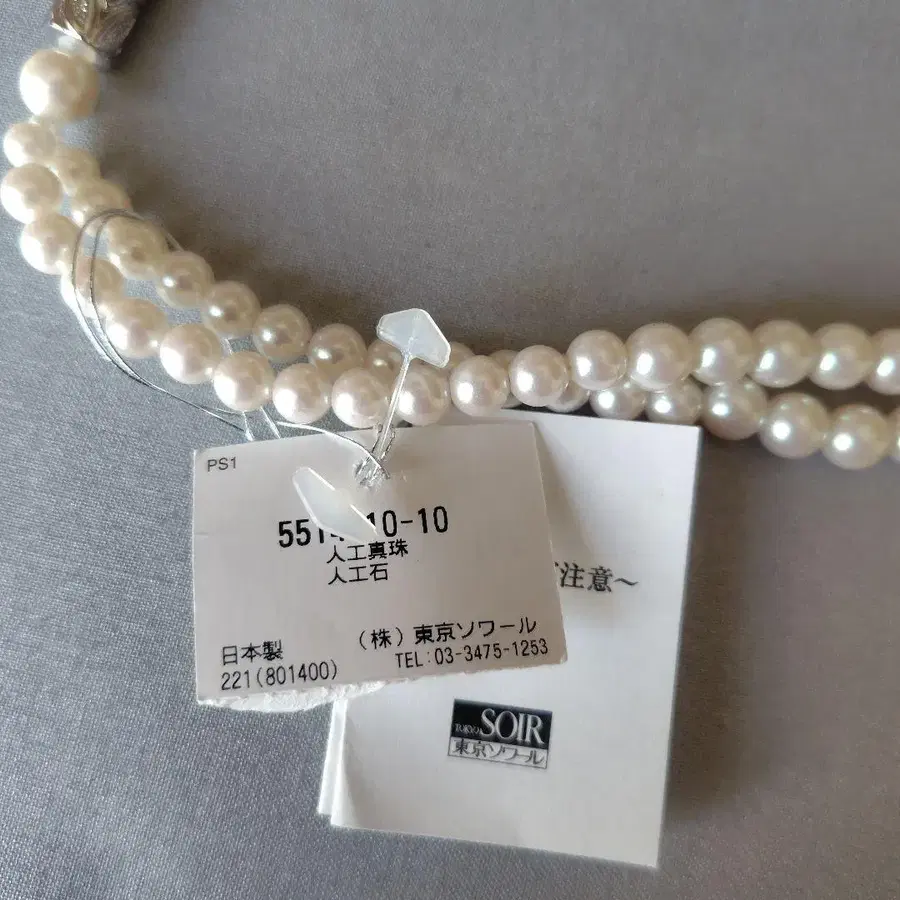 PS1
10-10
人工真珠
人工石
日本製
(株)東京ソワール
221(801400)
TEL:03-3475-1253
注意～
TOKYO SOIR
東京ソワール